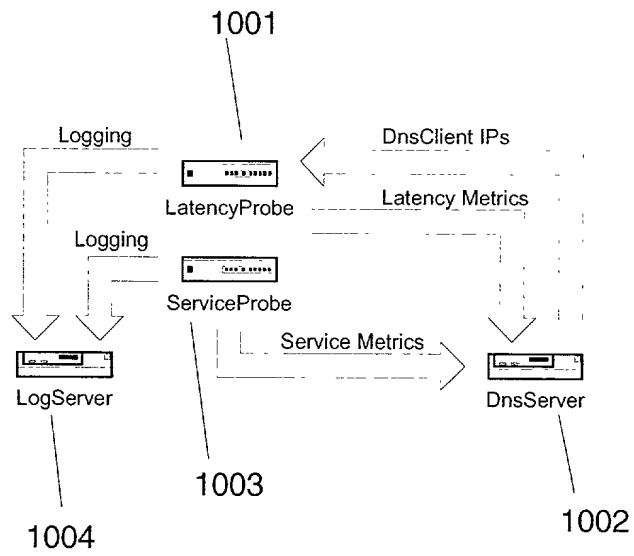 1001
Logging
DnsClient IPs
LatencyProbe
Latency Metrics
Logging
ServiceProbe
Service Metrics
LogServer
DnsServer
1003
1004
1002